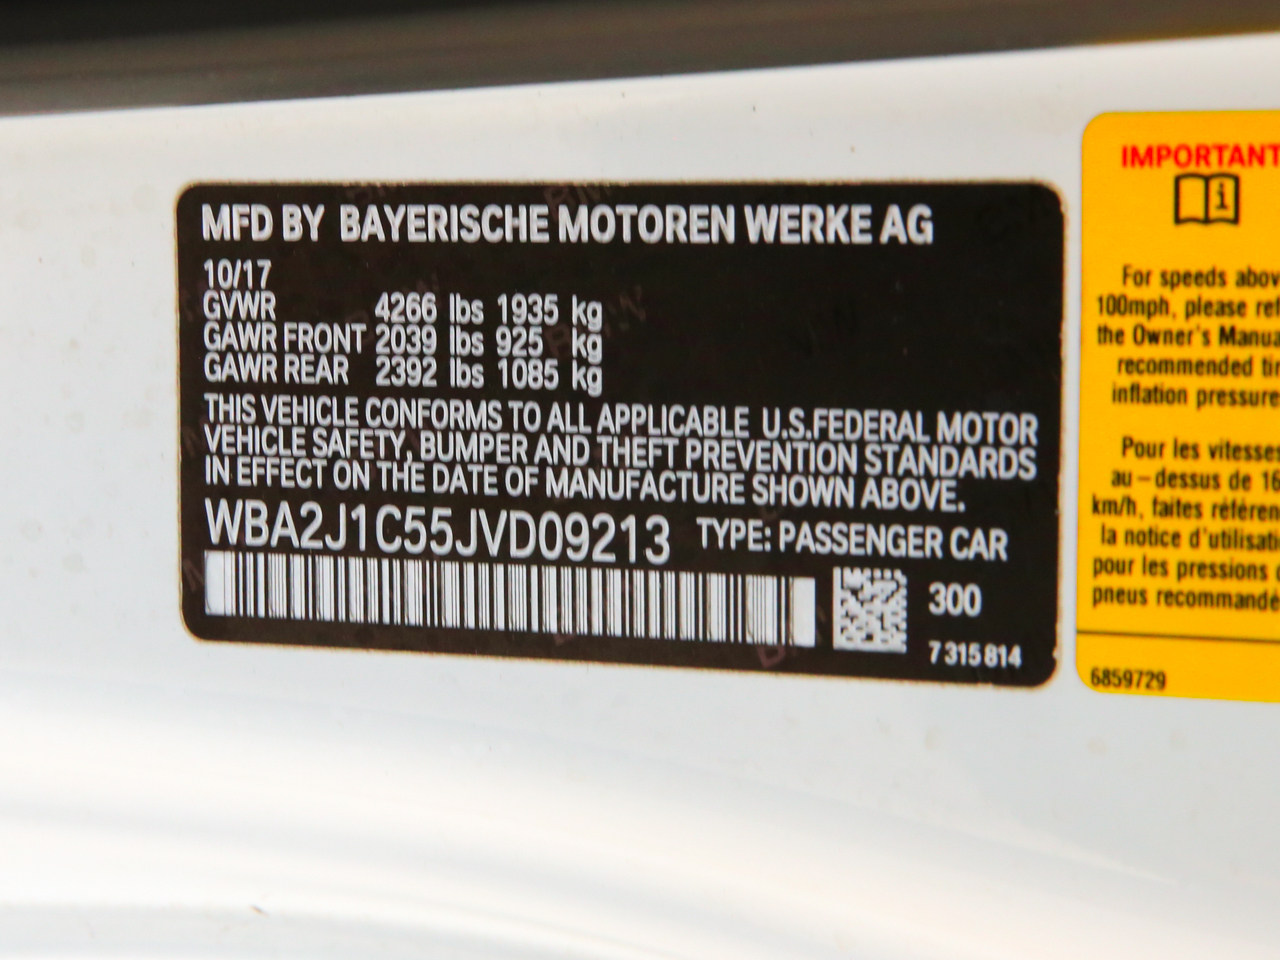 MFD BY BAYERISCHE MOTOREN WERKE AG
10/17
GVWR 4266 lbs 1935 kg
GAWR FRONT 2039 lbs 925 kg
GAWR REAR 2392 lbs 1085 kg
THIS VEHICLE CONFORMS TO ALL APPLICABLE U.S.FEDERAL MOTOR
VEHICLE SAFETY, BUMPER AND THEFT PREVENTION STANDARDS
IN EFFECT ON THE DATE OF MANUFACTURE SHOWN ABOVE.
WBA2J1C55JVD09213 TYPE: PASSENGER CAR
300
7 315 814
IMPORTANT
For speeds abov
100mph, please ref
the Owner's Manua
recommended tir
inflation pressure
Pour les vitesses
au-dessus de 16
km/h, faites référen
la notice d'utilisati
pour les pressions d
pneus recommandé
6859729